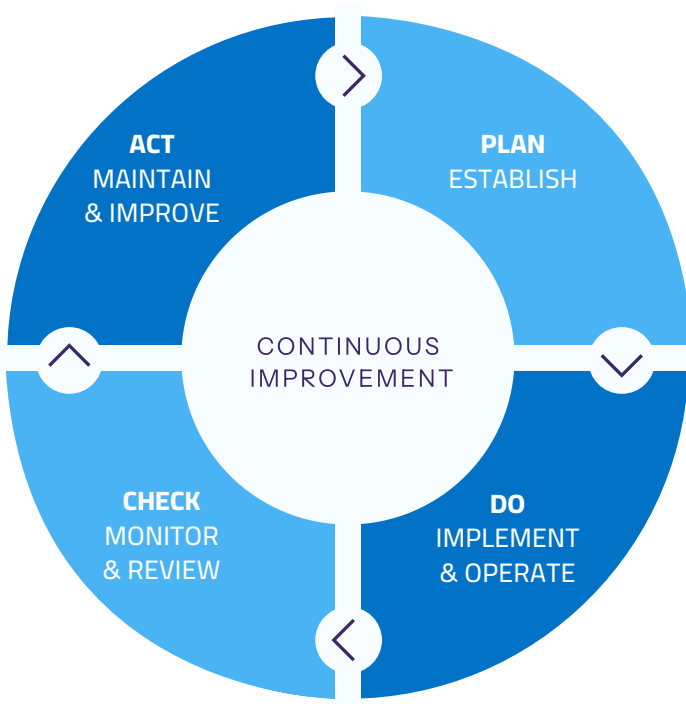 ACT
MAINTAIN
& IMPROVE
PLAN
ESTABLISH
CONTINUOUS
IMPROVEMENT
CHECK
MONITOR
& REVIEW
DO
IMPLEMENT
& OPERATE